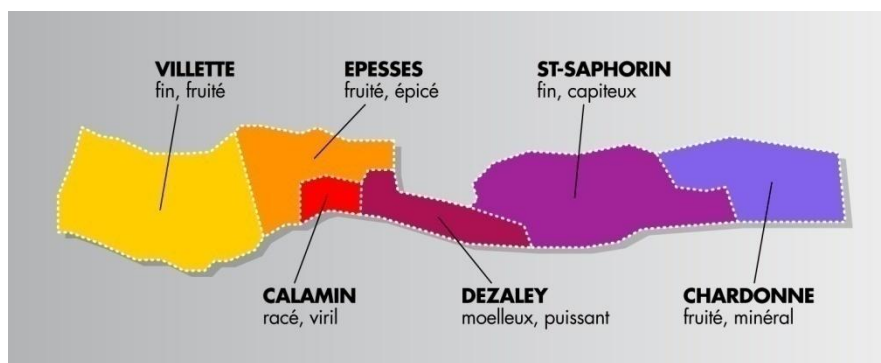 VILLETTE
fin, fruité
EPESSES
fruité, épicé
ST-SAPHORIN
fin, capiteux
CALAMIN
racé, viril
DEZALEY
moelleux, puissant
CHARDONNE
fruité, minéral